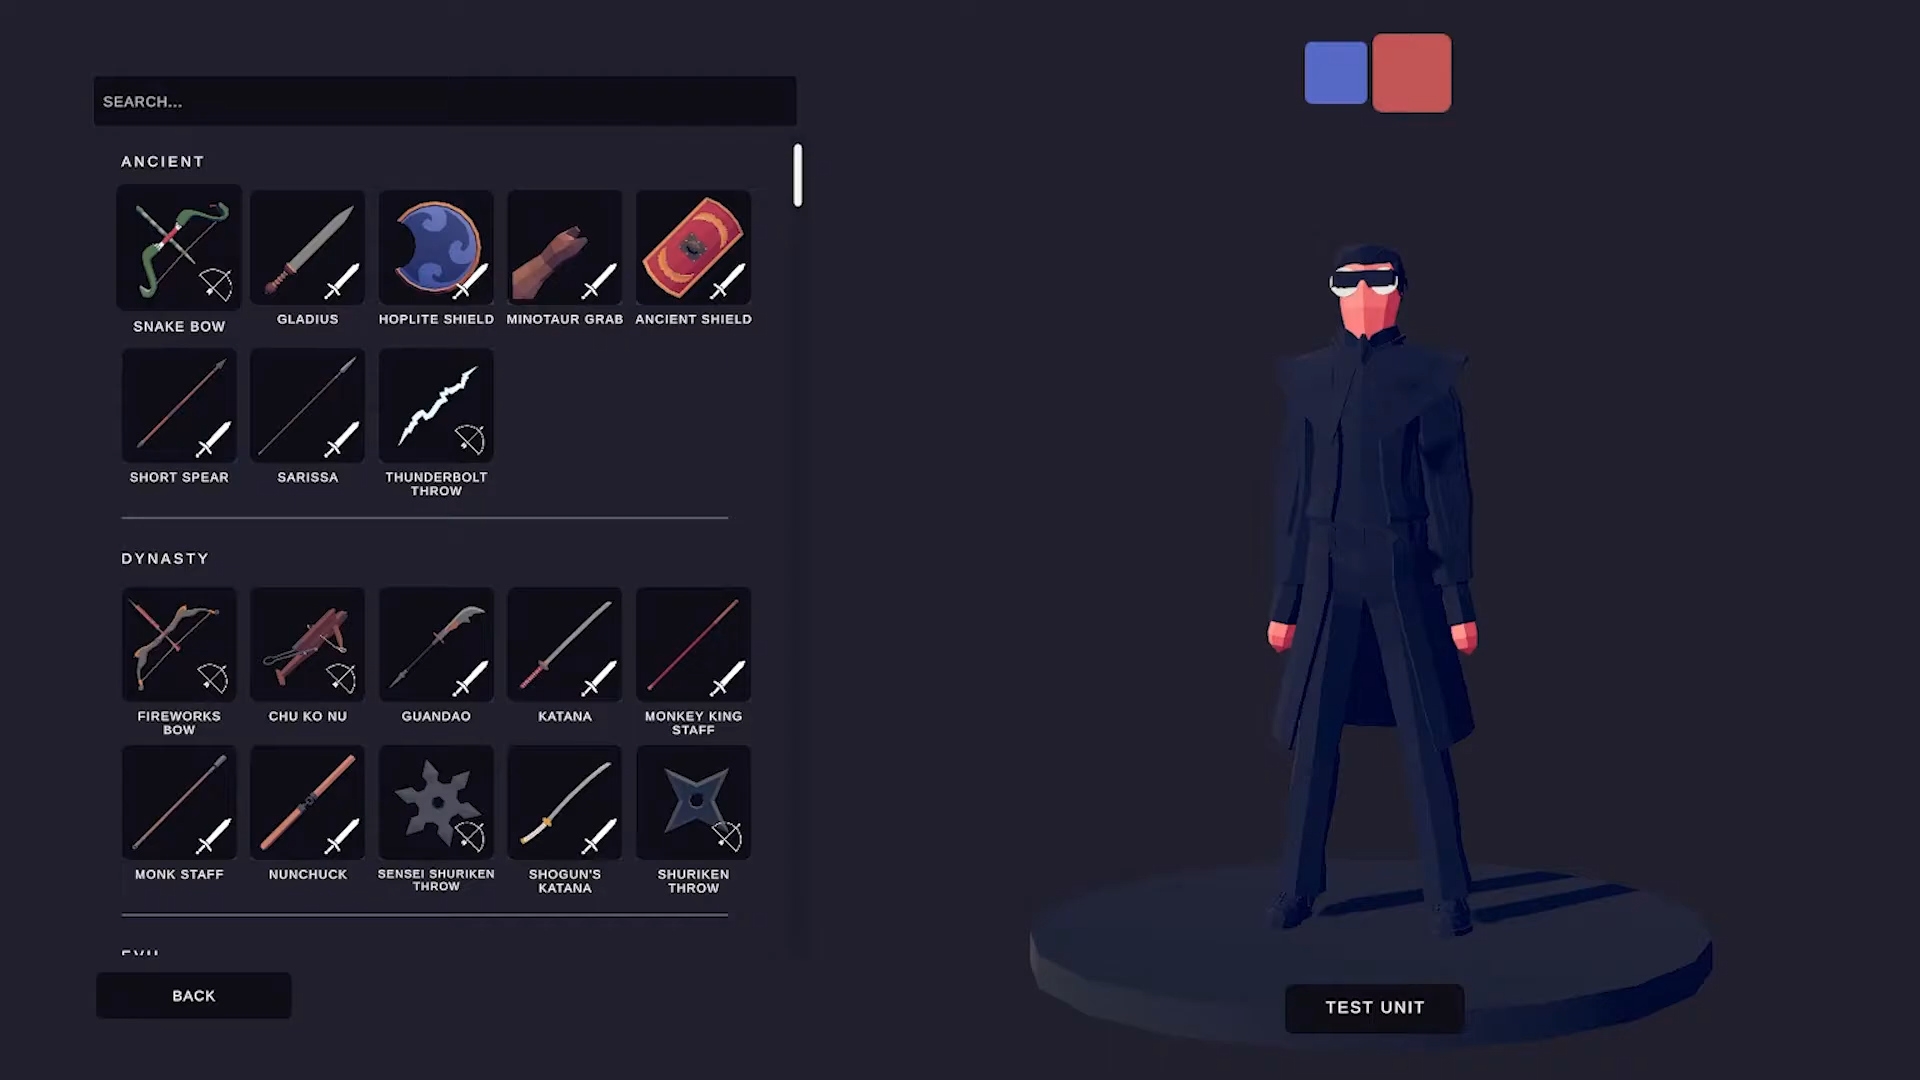 SEARCH...
ANCIENT
SNAKE BOW
GLADIUS
HOPLITE SHIELD
MINOTAUR GRAB
ANCIENT SHIELD
SHORT SPEAR
SARISSA
THUNDERBOLT
THROW
DYNASTY
FIREWORKS
BOW
CHU KO NU
GUANDAO
KATANA
MONKEY KING
STAFF
MONK STAFF
NUNCHUCK
SENSEI SHURIKEN
THROW
SHOGUN'S
KATANA
SHURIKEN
THROW
EVIL
BACK
TEST UNIT